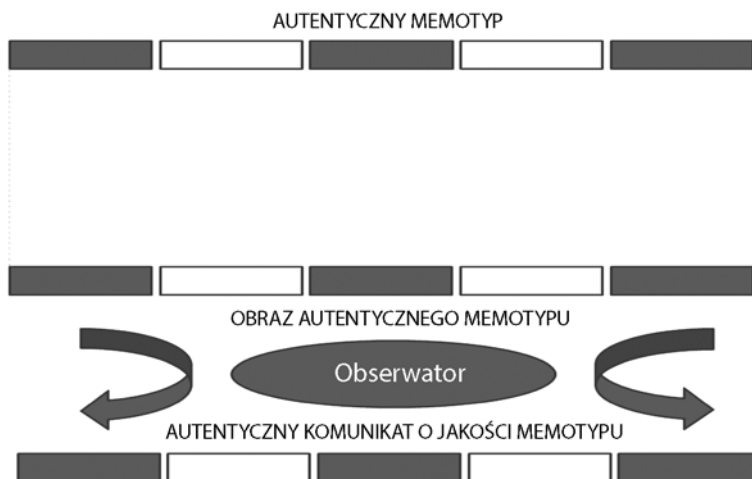 AUTENTYCZNY MEMOTYP
OBRAZ AUTENTYCZNEGO MEMOTYPU
Obserwator
AUTENTYCZNY KOMUNIKAT O JAKOŚCI MEMOTYPU